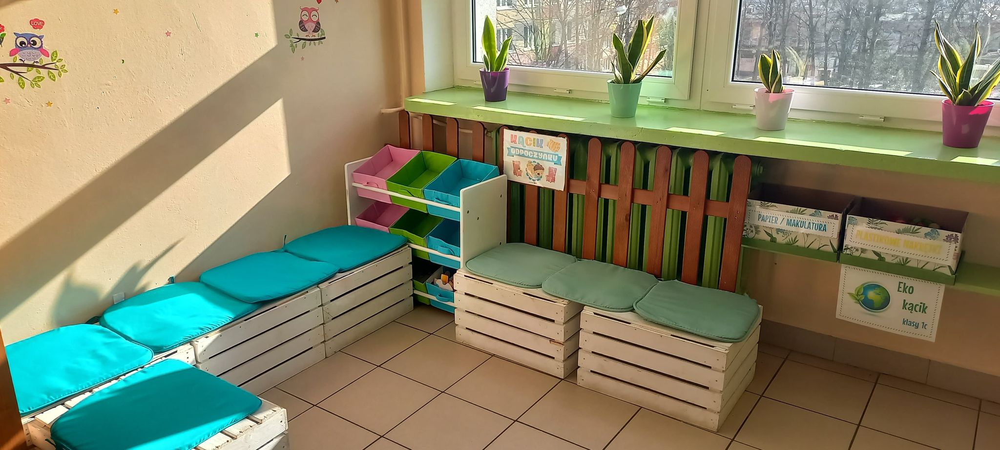 LOVE
KĄCIK
ODPOCZYNKU
PAPIER / MAKULATURA
PLASTIKOWE NAKRĘTKI
Eko
kącik
klasy 1c